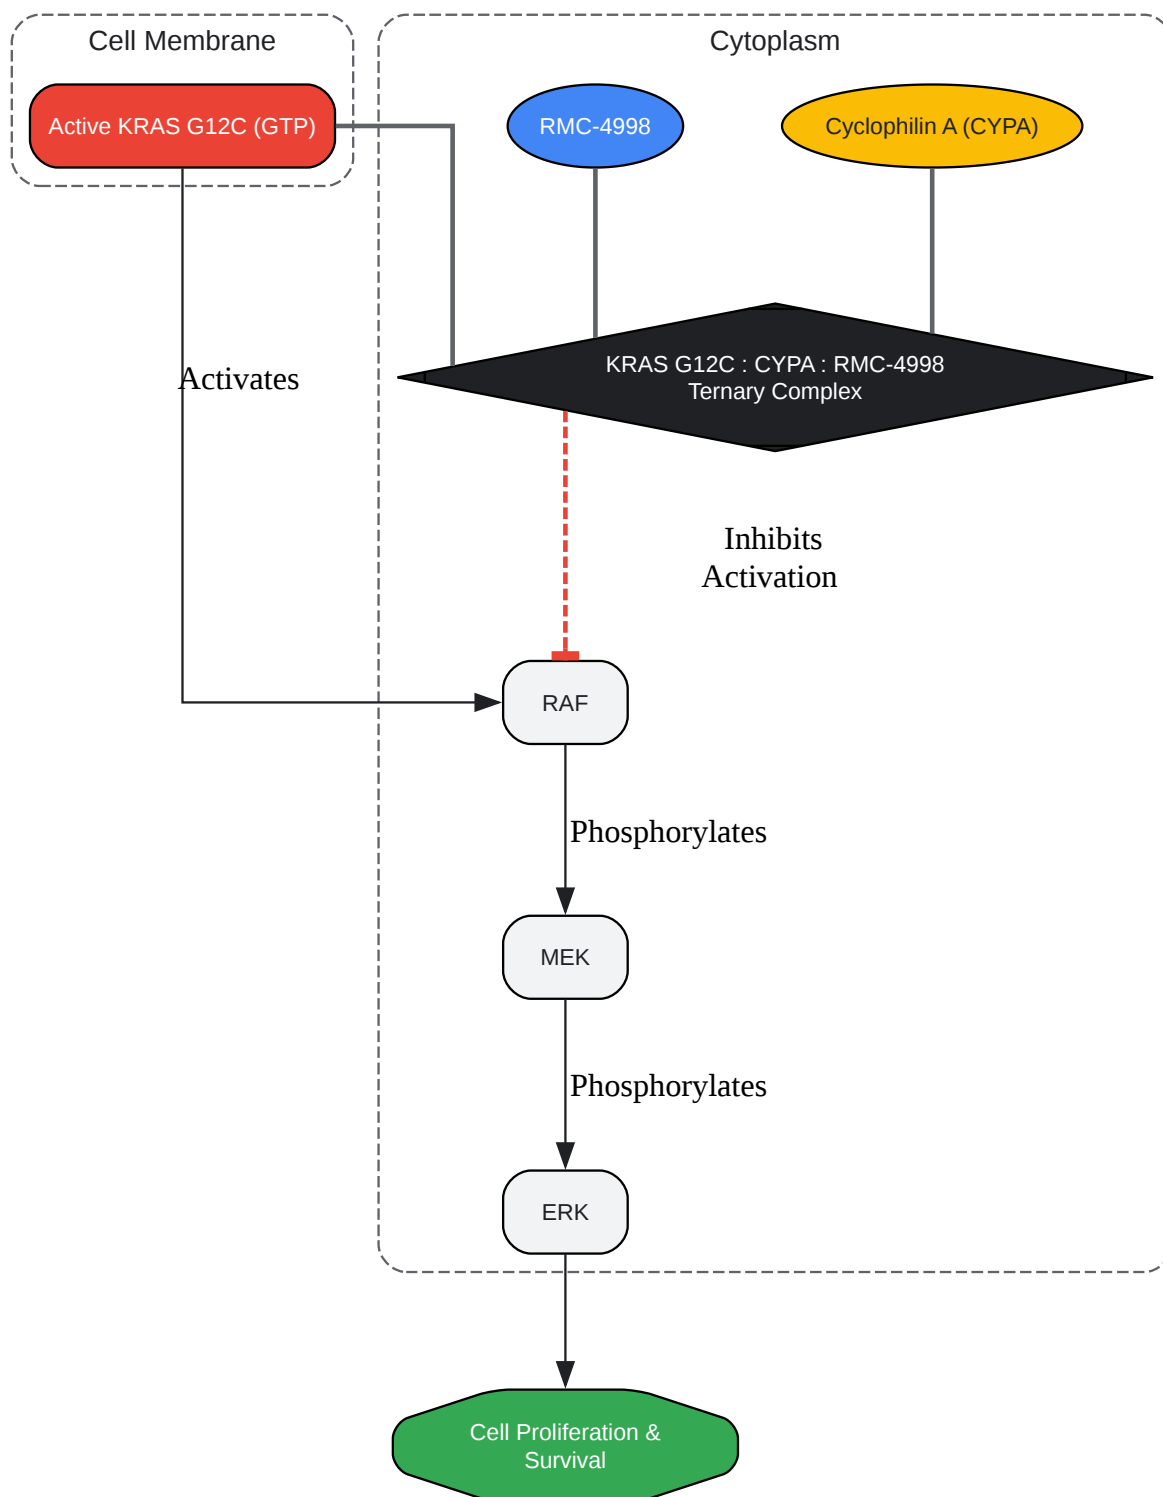 Cell Membrane
Cytoplasm
Active KRAS G12C (GTP)
RMC-4998
Cyclophilin A (CYPA)
KRAS G12C : CYPA : RMC-4998
Ternary Complex
Activates
Inhibits
Activation
RAF
Phosphorylates
MEK
Phosphorylates
ERK
Cell Proliferation &
Survival